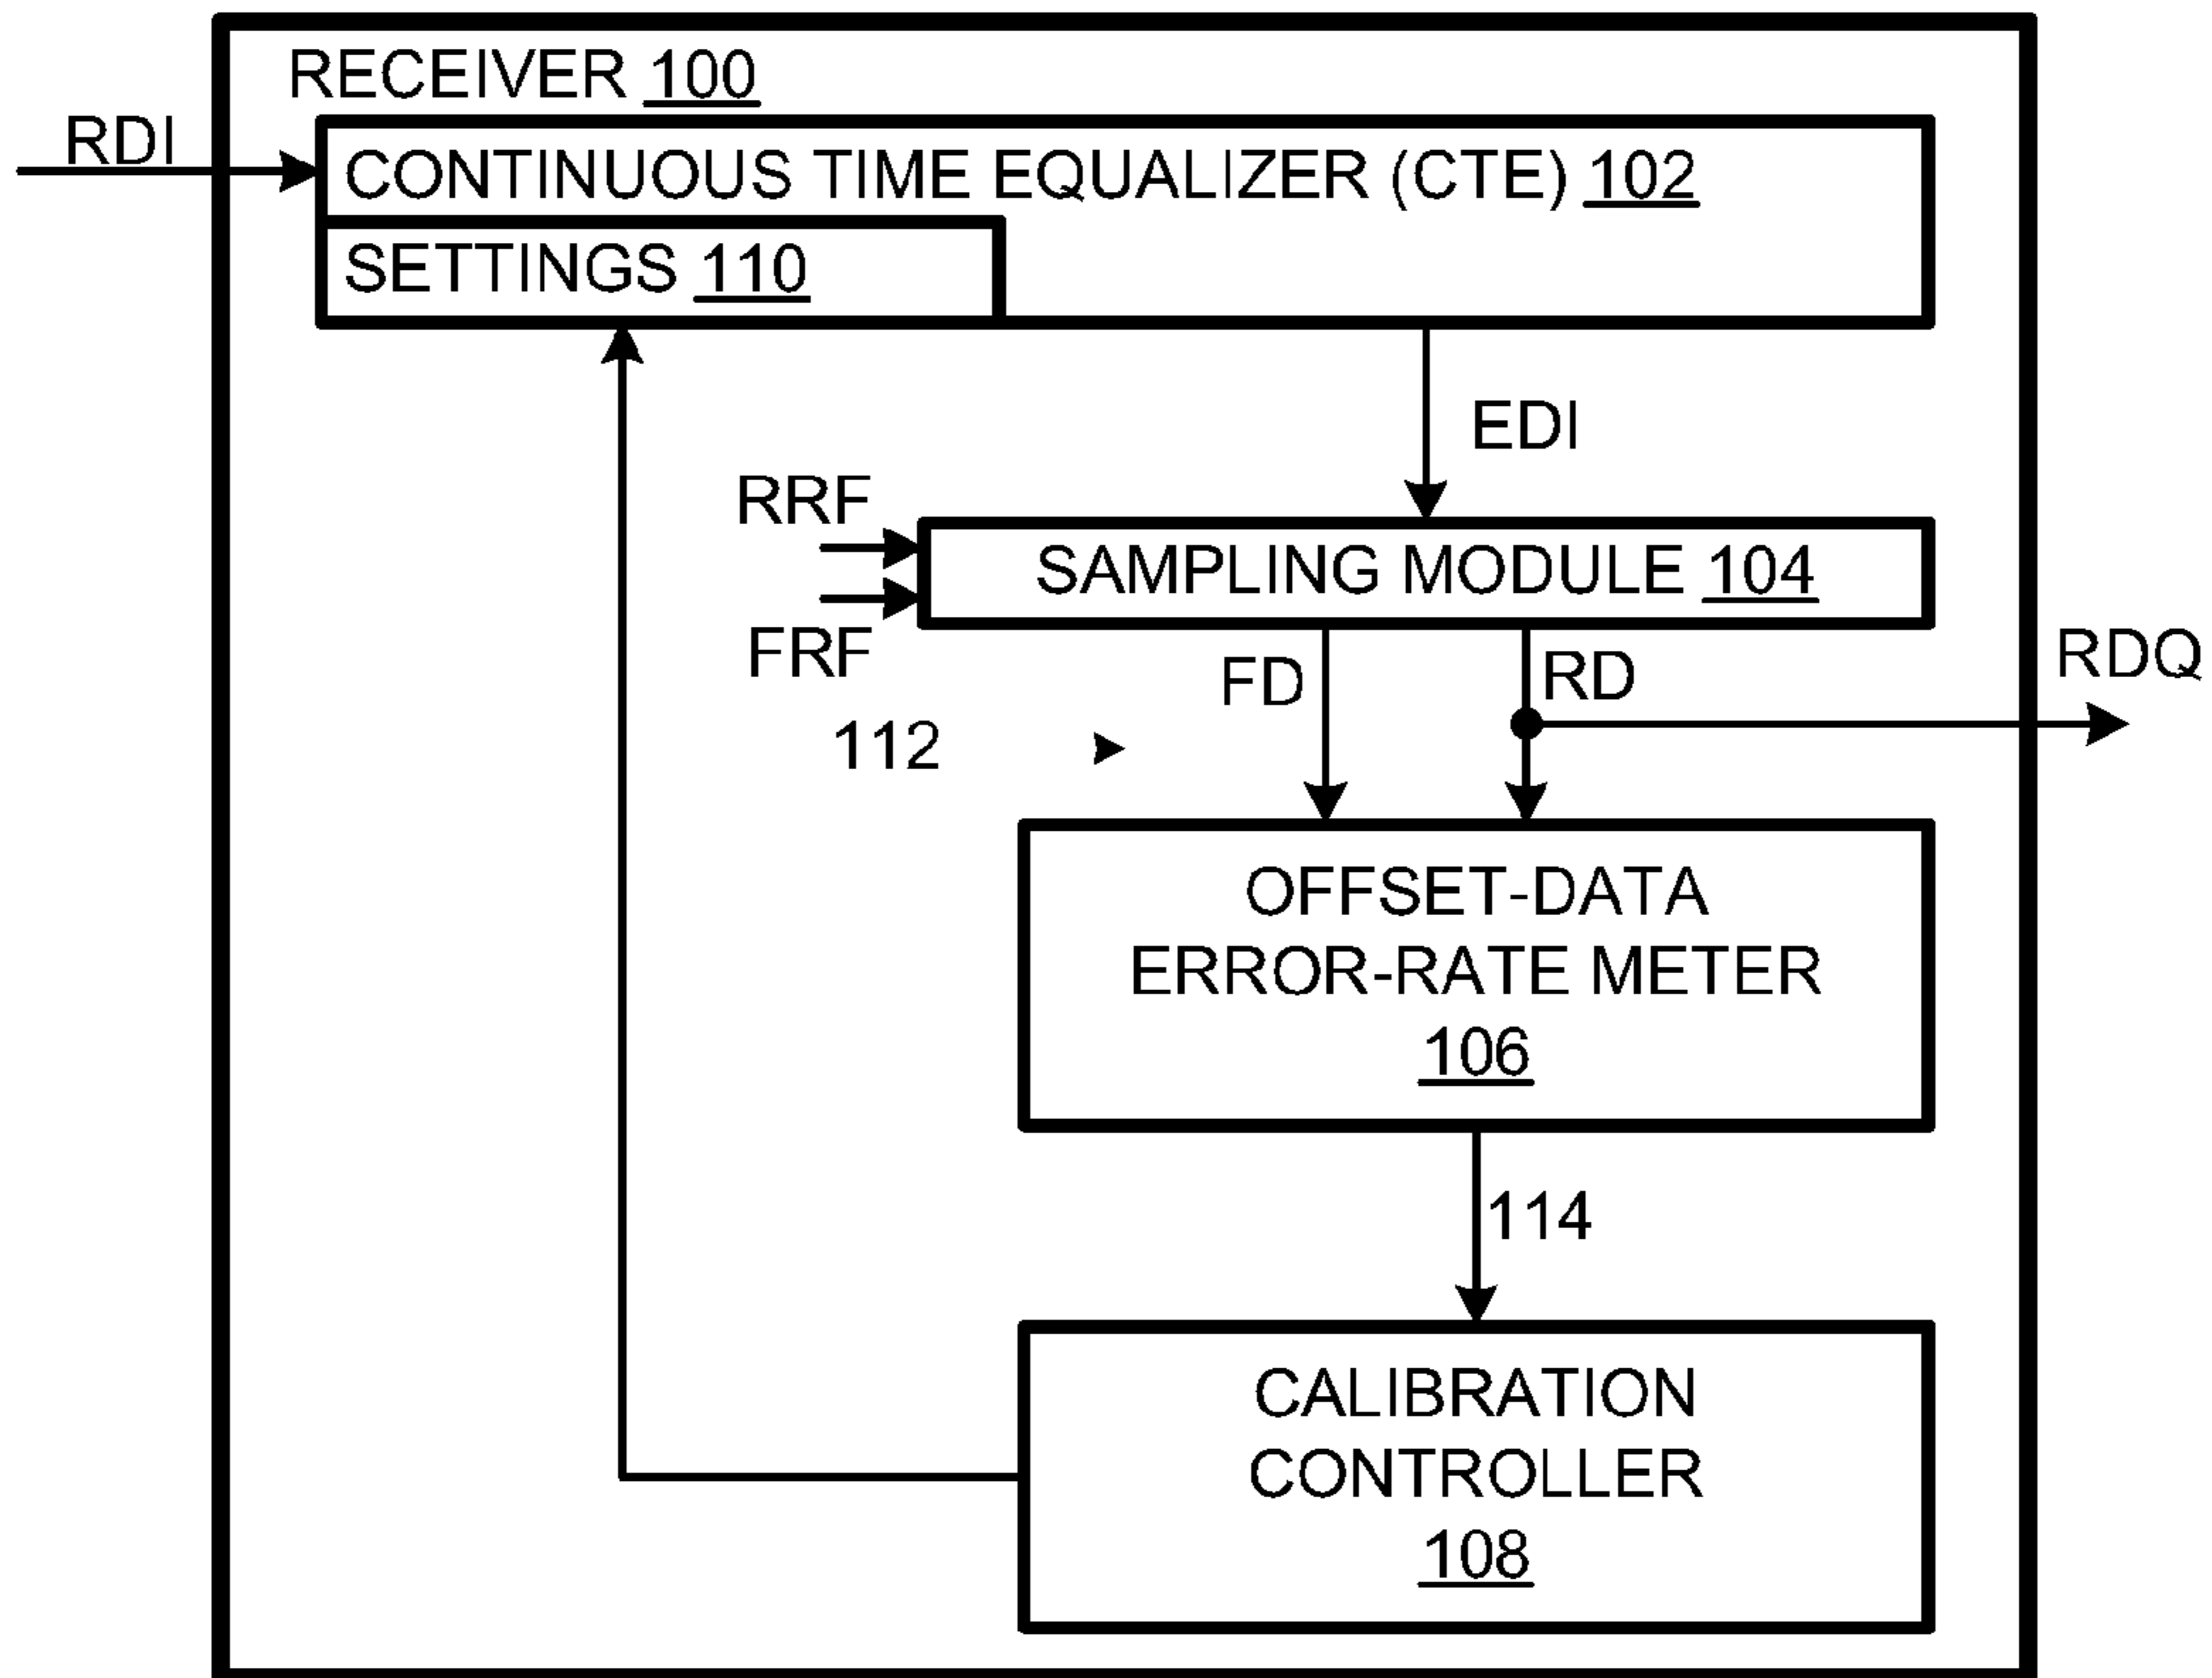 RECEIVER 100
RDI
CONTINUOUS TIME EQUALIZER (CTE) 102
SETTINGS 110
EDI
RRF
SAMPLING MODULE 104
FRF
FD
RD
RDQ
112
OFFSET-DATA
ERROR-RATE METER
106
114
CALIBRATION
CONTROLLER
108